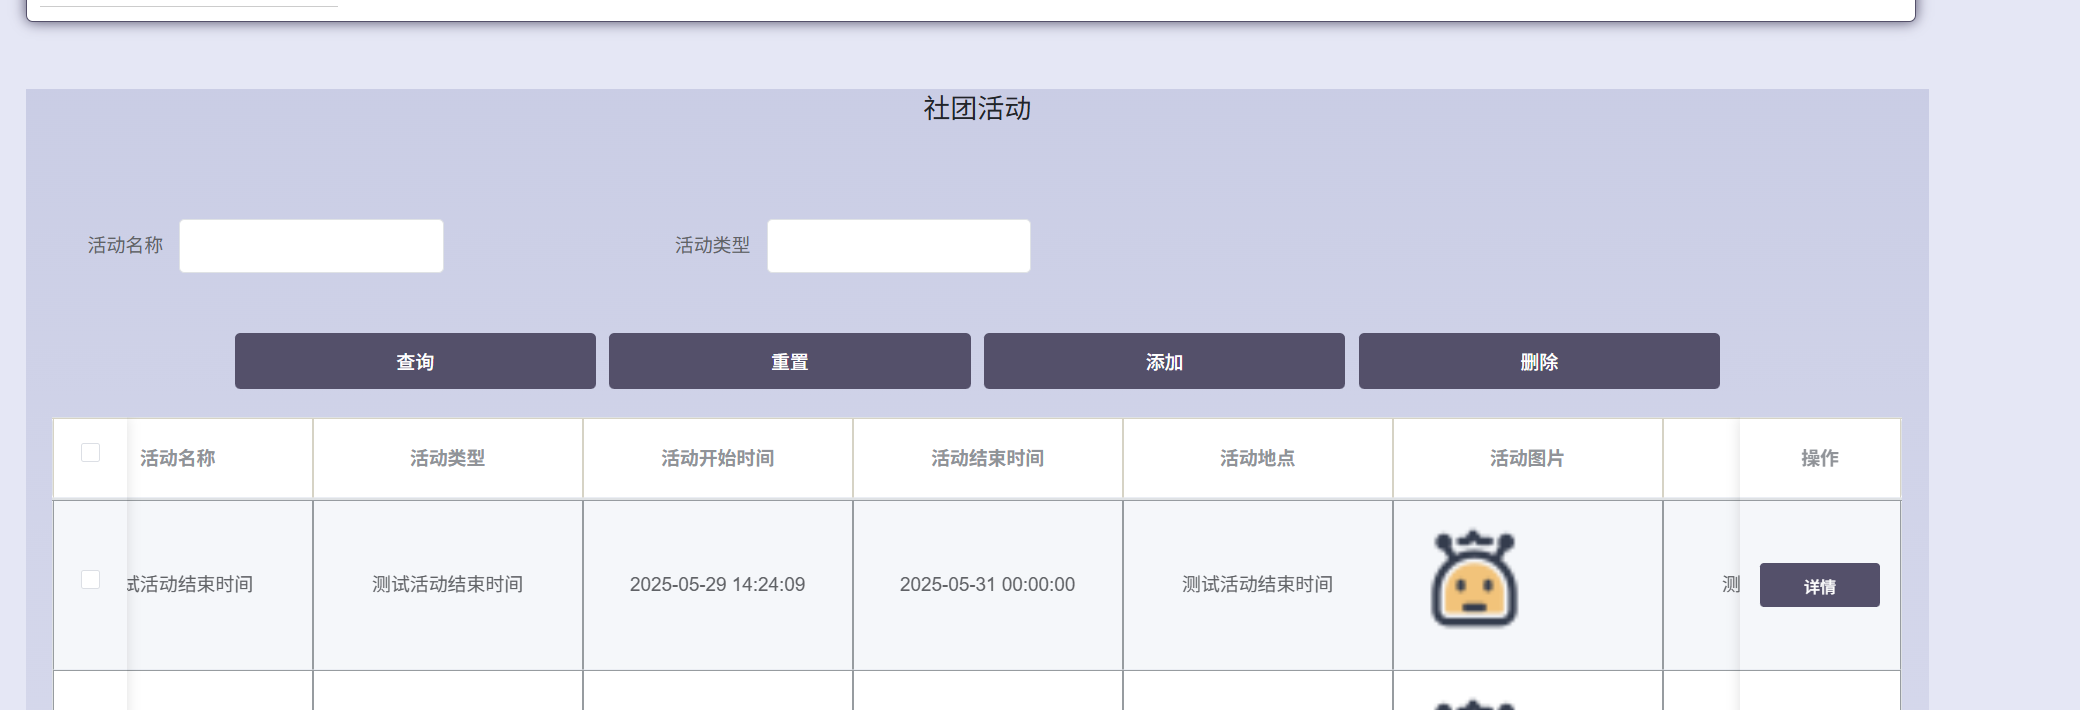 社团活动
活动名称 活动类型
查询 重置 添加 删除
活动名称 活动类型 活动开始时间 活动结束时间 活动地点 活动图片 操作
试活动结束时间 测试活动结束时间 2025-05-29 14:24:09 2025-05-31 00:00:00 测试活动结束时间 测 详情